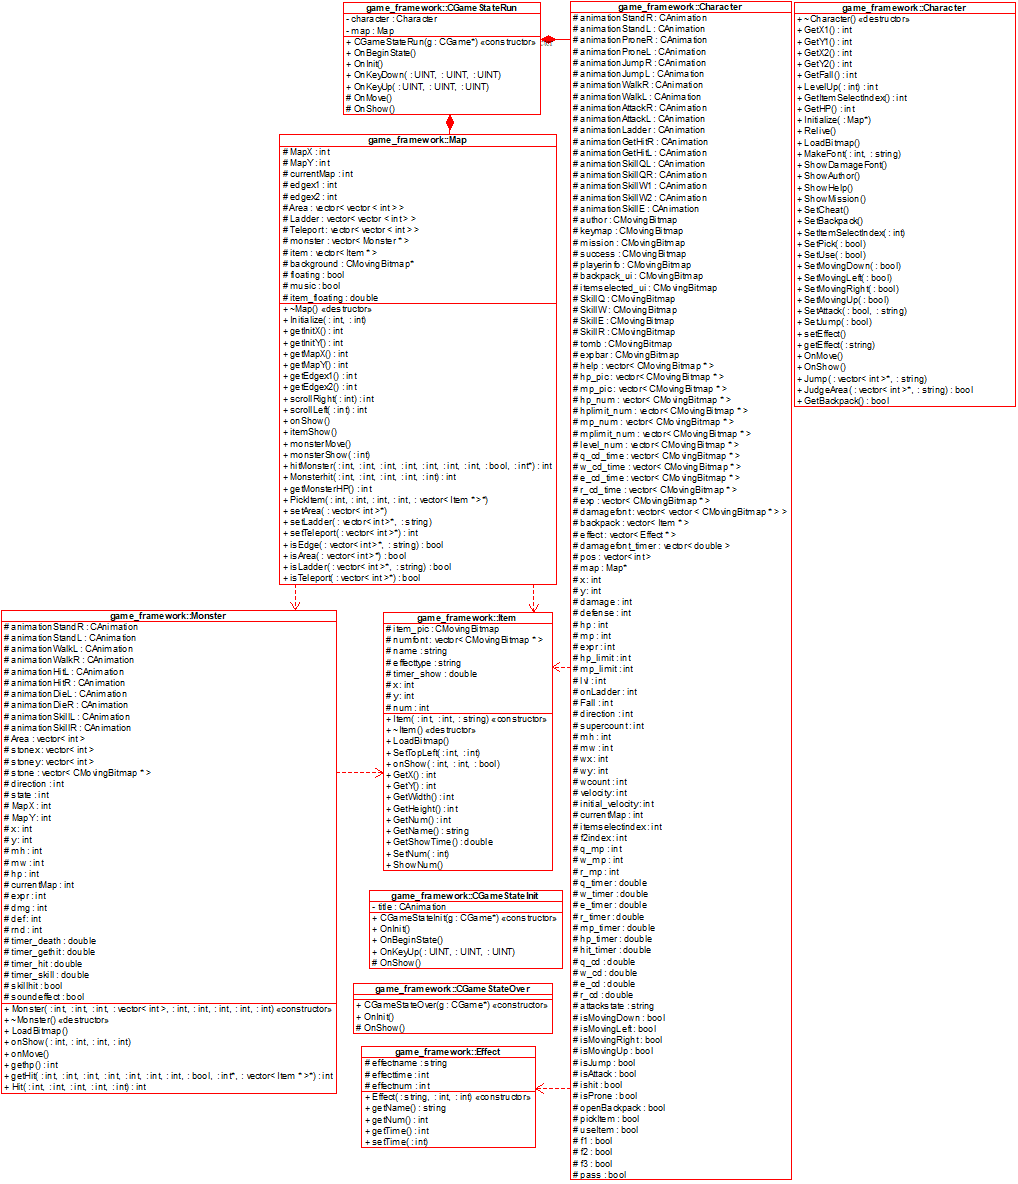 game_framework::CGameStateRun
- character : Character
- map : Map
+ CGameStateRun(g : CGame*) «constructor»
+ OnBeginState()
+ OnInit()
+ OnKeyDown( : UINT, : UINT, : UINT)
+ OnKeyUp( : UINT, : UINT, : UINT)
# OnMove()
# OnShow()
game_framework::Map
# MapX : int
# MapY : int
# currentMap : int
# edgex1 : int
# edgex2 : int
# Area : vector< vector < int > >
# Ladder : vector< vector < int > >
# Teleport : vector< vector < int > >
# monster : vector< Monster * >
# item : vector< Item * >
# background : CMovingBitmap*
# floating : bool
# music : bool
# item_floating : double
+ ~Map() «destructor»
+ Initialize( : int, : int)
+ getInitX() : int
+ getInitY() : int
+ getMapX() : int
+ getMapY() : int
+ getEdgex1() : int
+ getEdgex2() : int
+ scrollRight( : int) : int
+ scrollLeft( : int) : int
+ onShow()
+ itemShow()
+ monsterMove()
+ monsterShow( : int)
+ hitMonster( : int, : int, : int, : int, : int, : int, : int, : bool, : int*) : int
+ Monsterhit( : int, : int, : int, : int, : int) : int
+ getMonsterHP() : int
+ PickItem( : int, : int, : int, : int, : vector< Item * >*)
+ setArea( : vector< int >*)
+ setLadder( : vector< int >*, : string)
+ setTeleport( : vector< int >*) : int
+ isEdge( : vector< int >*, : string) : bool
+ isArea( : vector< int >*) : bool
+ isLadder( : vector< int >*, : string) : bool
+ isTeleport( : vector< int >*) : bool
game_framework::Monster
# animationStandR : CAnimation
# animationStandL : CAnimation
# animationWalkL : CAnimation
# animationWalkR : CAnimation
# animationHitL : CAnimation
# animationHitR : CAnimation
# animationDieL : CAnimation
# animationDieR : CAnimation
# animationSkillL : CAnimation
# animationSkillR : CAnimation
# Area : vector< int >
# stonex : vector< int >
# stoney : vector< int >
# stone : vector< CMovingBitmap * >
# direction : int
# state : int
# MapX : int
# MapY : int
# x : int
# y : int
# mh : int
# mw : int
# hp : int
# currentMap : int
# expr : int
# dmg : int
# def : int
# rnd : int
# timer_death : double
# timer_gethit : double
# timer_hit : double
# timer_skill : double
# skillhit : bool
# soundeffect : bool
+ Monster( : int, : int, : int, : vector< int >, : int, : int, : int, : int, : int) «constructor»
+ ~Monster() «destructor»
+ LoadBitmap()
+ onShow( : int, : int, : int, : int)
+ onMove()
+ gethp() : int
+ getHit( : int, : int, : int, : int, : int, : int, : int, : bool, : int*, : vector< Item * >*) : int
+ Hit( : int, : int, : int, : int, : int) : int
game_framework::Item
# item_pic : CMovingBitmap
# numfont : vector< CMovingBitmap * >
# name : string
# effecttype : string
# timer_show : double
# x : int
# y : int
# num : int
+ Item( : int, : int, : string) «constructor»
+ ~Item() «destructor»
+ LoadBitmap()
+ SetTopLeft( : int, : int)
+ onShow( : int, : int, : bool)
+ GetX() : int
+ GetY() : int
+ GetWidth() : int
+ GetHeight() : int
+ GetNum() : int
+ GetName() : string
+ GetShowTime() : double
+ SetNum( : int)
+ ShowNum()
game_framework::CGameStateInit
- title : CAnimation
+ CGameStateInit(g : CGame*) «constructor»
+ OnInit()
+ OnBeginState()
+ OnKeyUp( : UINT, : UINT, : UINT)
# OnShow()
game_framework::CGameStateOver
+ CGameStateOver(g : CGame*) «constructor»
+ OnInit()
# OnShow()
game_framework::Effect
# effectname : string
# effecttime : int
# effectnum : int
+ Effect( : string, : int, : int) «constructor»
+ getName() : string
+ getNum() : int
+ getTime() : int
+ setTime( : int)
game_framework::Character
# animationStandR : CAnimation
# animationStandL : CAnimation
# animationProneR : CAnimation
# animationProneL : CAnimation
# animationJumpR : CAnimation
# animationJumpL : CAnimation
# animationWalkR : CAnimation
# animationWalkL : CAnimation
# animationAttackR : CAnimation
# animationAttackL : CAnimation
# animationLadder : CAnimation
# animationGetHitR : CAnimation
# animationGetHitL : CAnimation
# animationSkillQL : CAnimation
# animationSkillQR : CAnimation
# animationSkillW1 : CAnimation
# animationSkillW2 : CAnimation
# animationSkillE : CAnimation
# author : CMovingBitmap
# keymap : CMovingBitmap
# mission : CMovingBitmap
# success : CMovingBitmap
# playerinfo : CMovingBitmap
# backpack_ui : CMovingBitmap
# itemselected_ui : CMovingBitmap
# SkillQ : CMovingBitmap
# SkillW : CMovingBitmap
# SkillE : CMovingBitmap
# SkillR : CMovingBitmap
# tomb : CMovingBitmap
# expbar : CMovingBitmap
# help : vector< CMovingBitmap * >
# hp_pic : vector< CMovingBitmap * >
# mp_pic : vector< CMovingBitmap * >
# hp_num : vector< CMovingBitmap * >
# hplimit_num : vector< CMovingBitmap * >
# mp_num : vector< CMovingBitmap * >
# mplimit_num : vector< CMovingBitmap * >
# level_num : vector< CMovingBitmap * >
# q_cd_time : vector< CMovingBitmap * >
# w_cd_time : vector< CMovingBitmap * >
# e_cd_time : vector< CMovingBitmap * >
# r_cd_time : vector< CMovingBitmap * >
# exp : vector< CMovingBitmap * >
# damagefont : vector< vector < CMovingBitmap * > >
# backpack : vector< Item * >
# effect : vector< Effect * >
# damagefont_timer : vector< double >
# pos : vector< int >
# map : Map*
# x : int
# y : int
# damage : int
# defense : int
# hp : int
# mp : int
# expr : int
# hp_limit : int
# mp_limit : int
# lvl : int
# onLadder : int
# Fall : int
# direction : int
# supercount : int
# mh : int
# mw : int
# wx : int
# wy : int
# wcount : int
# velocity : int
# initial_velocity : int
# currentMap : int
# itemselectindex : int
# f2index : int
# q_mp : int
# w_mp : int
# r_mp : int
# q_timer : double
# w_timer : double
# e_timer : double
# r_timer : double
# mp_timer : double
# hp_timer : double
# hit_timer : double
# q_cd : double
# w_cd : double
# e_cd : double
# r_cd : double
# attackstate : string
# isMovingDown : bool
# isMovingLeft : bool
# isMovingRight : bool
# isMovingUp : bool
# isJump : bool
# isAttack : bool
# ishit : bool
# isProne : bool
# openBackpack : bool
# pickItem : bool
# useItem : bool
# f1 : bool
# f2 : bool
# f3 : bool
# pass : bool
game_framework::Character
+ ~Character() «destructor»
+ GetX1() : int
+ GetY1() : int
+ GetX2() : int
+ GetY2() : int
+ GetFall() : int
+ LevelUp( : int) : int
+ GetItemSelectIndex() : int
+ GetHP() : int
+ Initialize( : Map*)
+ Relive()
+ LoadBitmap()
+ MakeFont( : int, : string)
+ ShowDamageFont()
+ ShowAuthor()
+ ShowHelp()
+ ShowMission()
+ SetCheat()
+ SetBackpack()
+ SetItemSelectIndex( : int)
+ SetPick( : bool)
+ SetUse( : bool)
+ SetMovingDown( : bool)
+ SetMovingLeft( : bool)
+ SetMovingRight( : bool)
+ SetMovingUp( : bool)
+ SetAttack( : bool, : string)
+ SetJump( : bool)
+ setEffect()
+ getEffect( : string)
+ OnMove()
+ OnShow()
+ Jump( : vector< int >*, : string)
+ JudgeArea( : vector< int >*, : string) : bool
+ GetBackpack() : bool